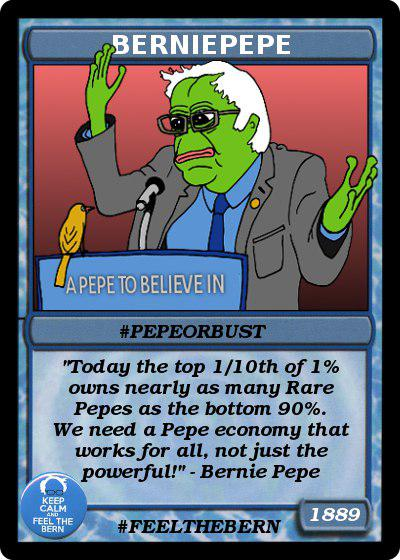 BERNIEPEPE
A PEPE TO BELIEVE IN
#PEPEORBUST
"Today the top 1/10th of 1%
owns nearly as many Rare
Pepes as the bottom 90%.
We need a Pepe economy that
works for all, not just the
powerful!" - Bernie Pepe
KEEP
CALM
AND
FEEL THE
BERN
#FEELTHEBERN
1889